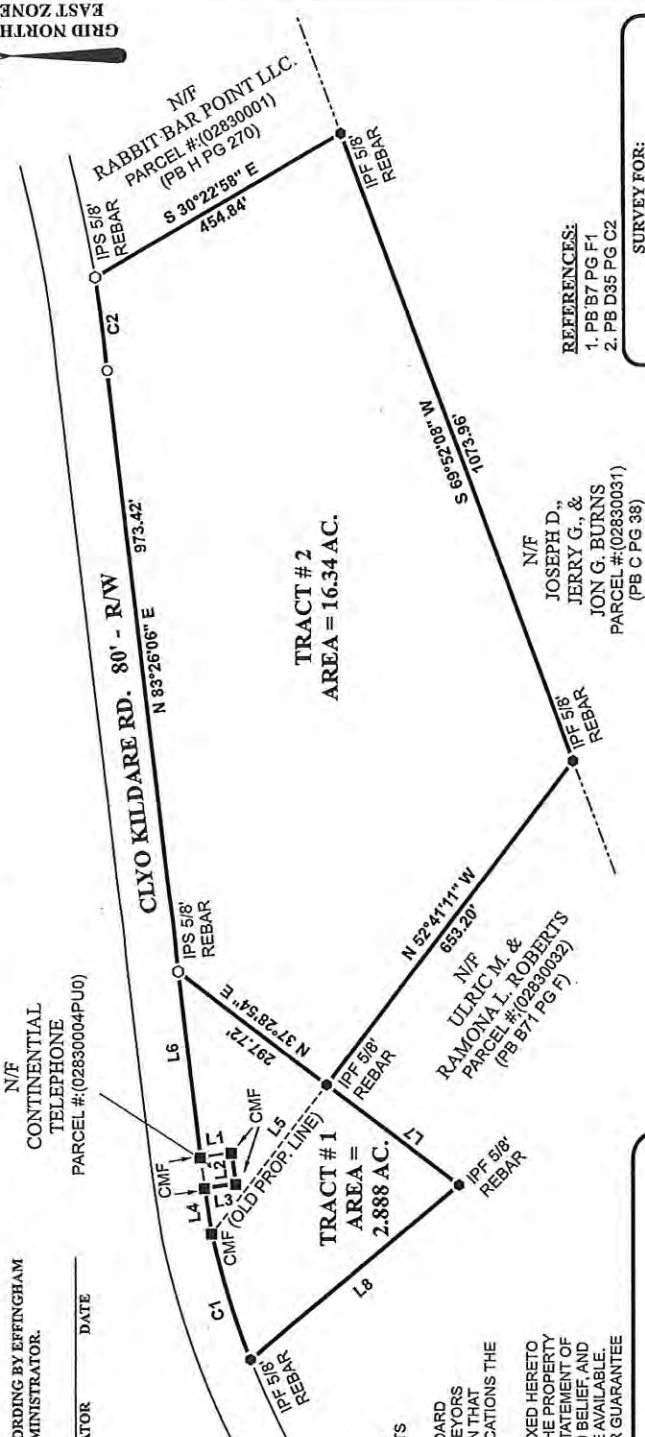 GRID NORTH
EAST ZONE
N/F
CONTINENTAL
TELEPHONE
PARCEL #:(02830004PU0)
ORDING BY EFFINGHAM
MINISTRATOR.
ATOR DATE
N/F
RABBIT BAR POINT LLC.
PARCEL #:(02830001)
(PB H PG 270)
S 30°22'58" E
454.84'
IPS 5/8'
REBAR
C2
CLYO KILDARE RD. 80' - R/W
N 83°26'06" E 973.42'
IPS 5/8'
REBAR
L6
CMF
L4
L1
L2
L3
CMF
CMF
(OLD PROP. LINE)
L5
C1
IPF 5/8'
REBAR
N 37°28'54" E
297.72'
IPF 5/8'
REBAR
TRACT # 1
AREA =
2.888 AC.
L7
L8
IPF 5/8'
REBAR
TRACT # 2
AREA = 16.34 AC.
IPF 5/8'
REBAR
S 69°52'08" W
1073.96'
N 52°41'11" W
653.20'
IPF 5/8'
REBAR
N/F
ULRIC M. &
RAMONA L. ROBERTS
PARCEL #:(02830032)
(PB B71 PG F)
N/F
JOSEPH D.,
JERRY G., &
JON G. BURNS
PARCEL #:(02830031)
(PB C PG 38)
REFERENCES:
1. PB B7 PG F1
2. PB D35 PG C2
SURVEY FOR:
TS
OARD
EYORS
N THAT
CATIONS THE
XED HERETO
HE PROPERTY
TATEMENT OF
D BELIEF, AND
E AVAILABLE.
R GUARANTEE